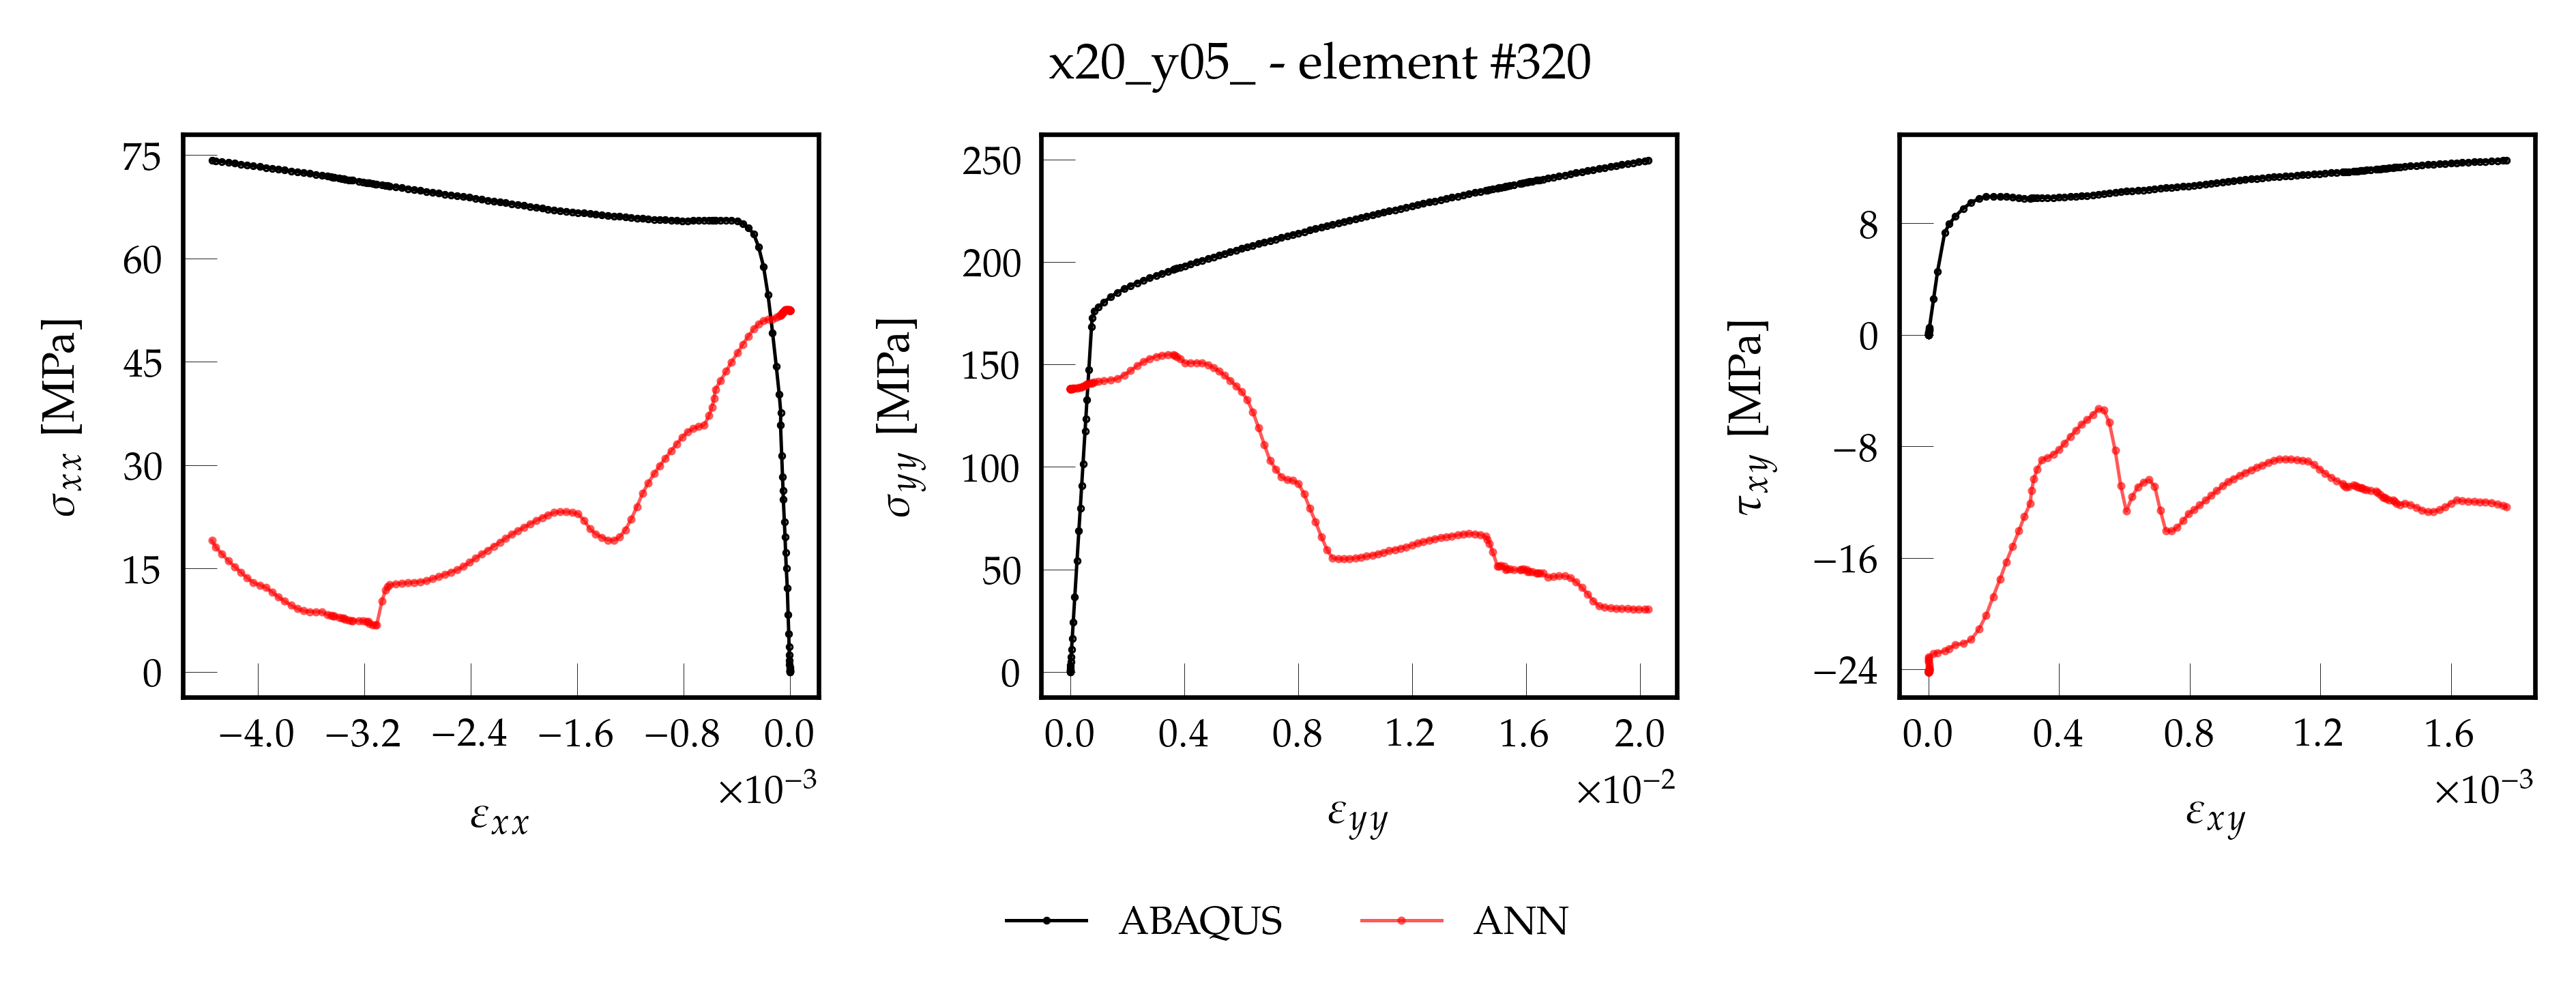 x20_y05_ - element #320
σxx [MPa]
75
60
45
30
15
0
−4.0 −3.2 −2.4 −1.6 −0.8 0.0
×10−3
εxx
σyy [MPa]
250
200
150
100
50
0
0.0 0.4 0.8 1.2 1.6 2.0
×10−2
εyy
τxy [MPa]
8
0
−8
−16
−24
0.0 0.4 0.8 1.2 1.6
×10−3
εxy
ABAQUS ANN